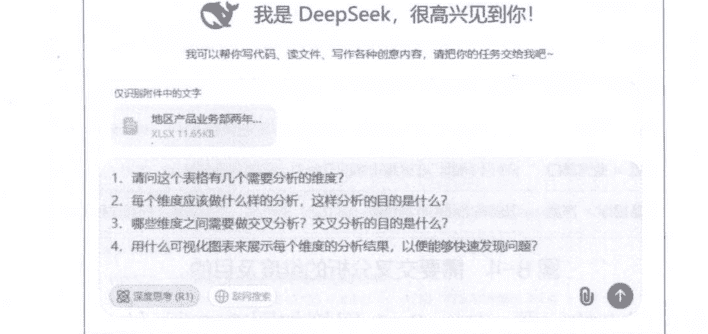 我是 DeepSeek，很高兴见到你！
我可以帮你写代码、读文件、写作各种创意内容，请把你的任务交给我吧~
仅识别附件中的文字
地区产品业务部两年...
XLSX 11.65KB
1. 请问这个表格有几个需要分析的维度？
2. 每个维度应该做什么样的分析，这样分析的目的是什么？
3. 哪些维度之间需要做交叉分析？交叉分析的目的是什么？
4. 用什么可视化图表来展示每个维度的分析结果，以便能够快速发现问题？
深度思考 (R1)
联网搜索